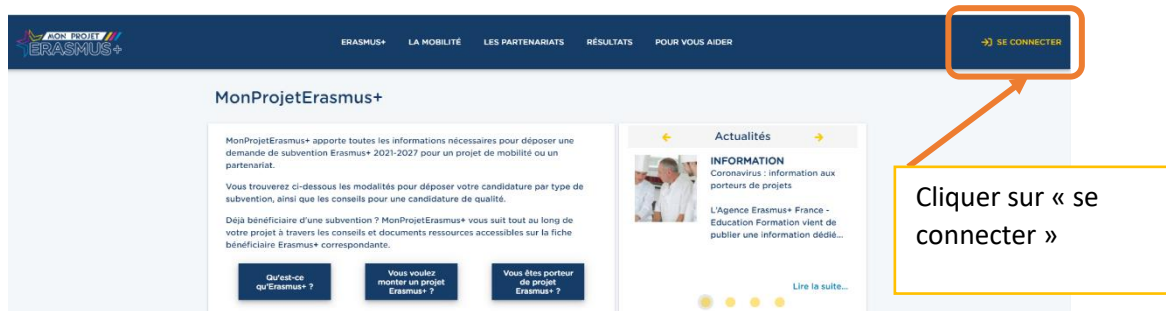 MON PROJET
ERASMUS+
ERASMUS+ LA MOBILITÉ LES PARTENARIATS RÉSULTATS POUR VOUS AIDER
SE CONNECTER
MonProjetErasmus+
MonProjetErasmus+ apporte toutes les informations nécessaires pour déposer une
demande de subvention Erasmus+ 2021-2027 pour un projet de mobilité ou un
partenariat.
Vous trouverez ci-dessous les modalités pour déposer votre candidature par type de
subvention, ainsi que les conseils pour une candidature de qualité.
Déjà bénéficiaire d'une subvention ? MonProjetErasmus+ vous suit tout au long de
votre projet à travers les conseils et documents ressources accessibles sur la fiche
bénéficiaire Erasmus+ correspondante.
Qu'est-ce
qu'Erasmus+ ?
Vous voulez
monter un projet
Erasmus+ ?
Vous êtes porteur
de projet
Erasmus+ ?
Actualités
INFORMATION
Coronavirus : information aux
porteurs de projets
L'Agence Erasmus+ France -
Education Formation vient de
publier une information dédié...
Lire la suite...
Cliquer sur « se
connecter »